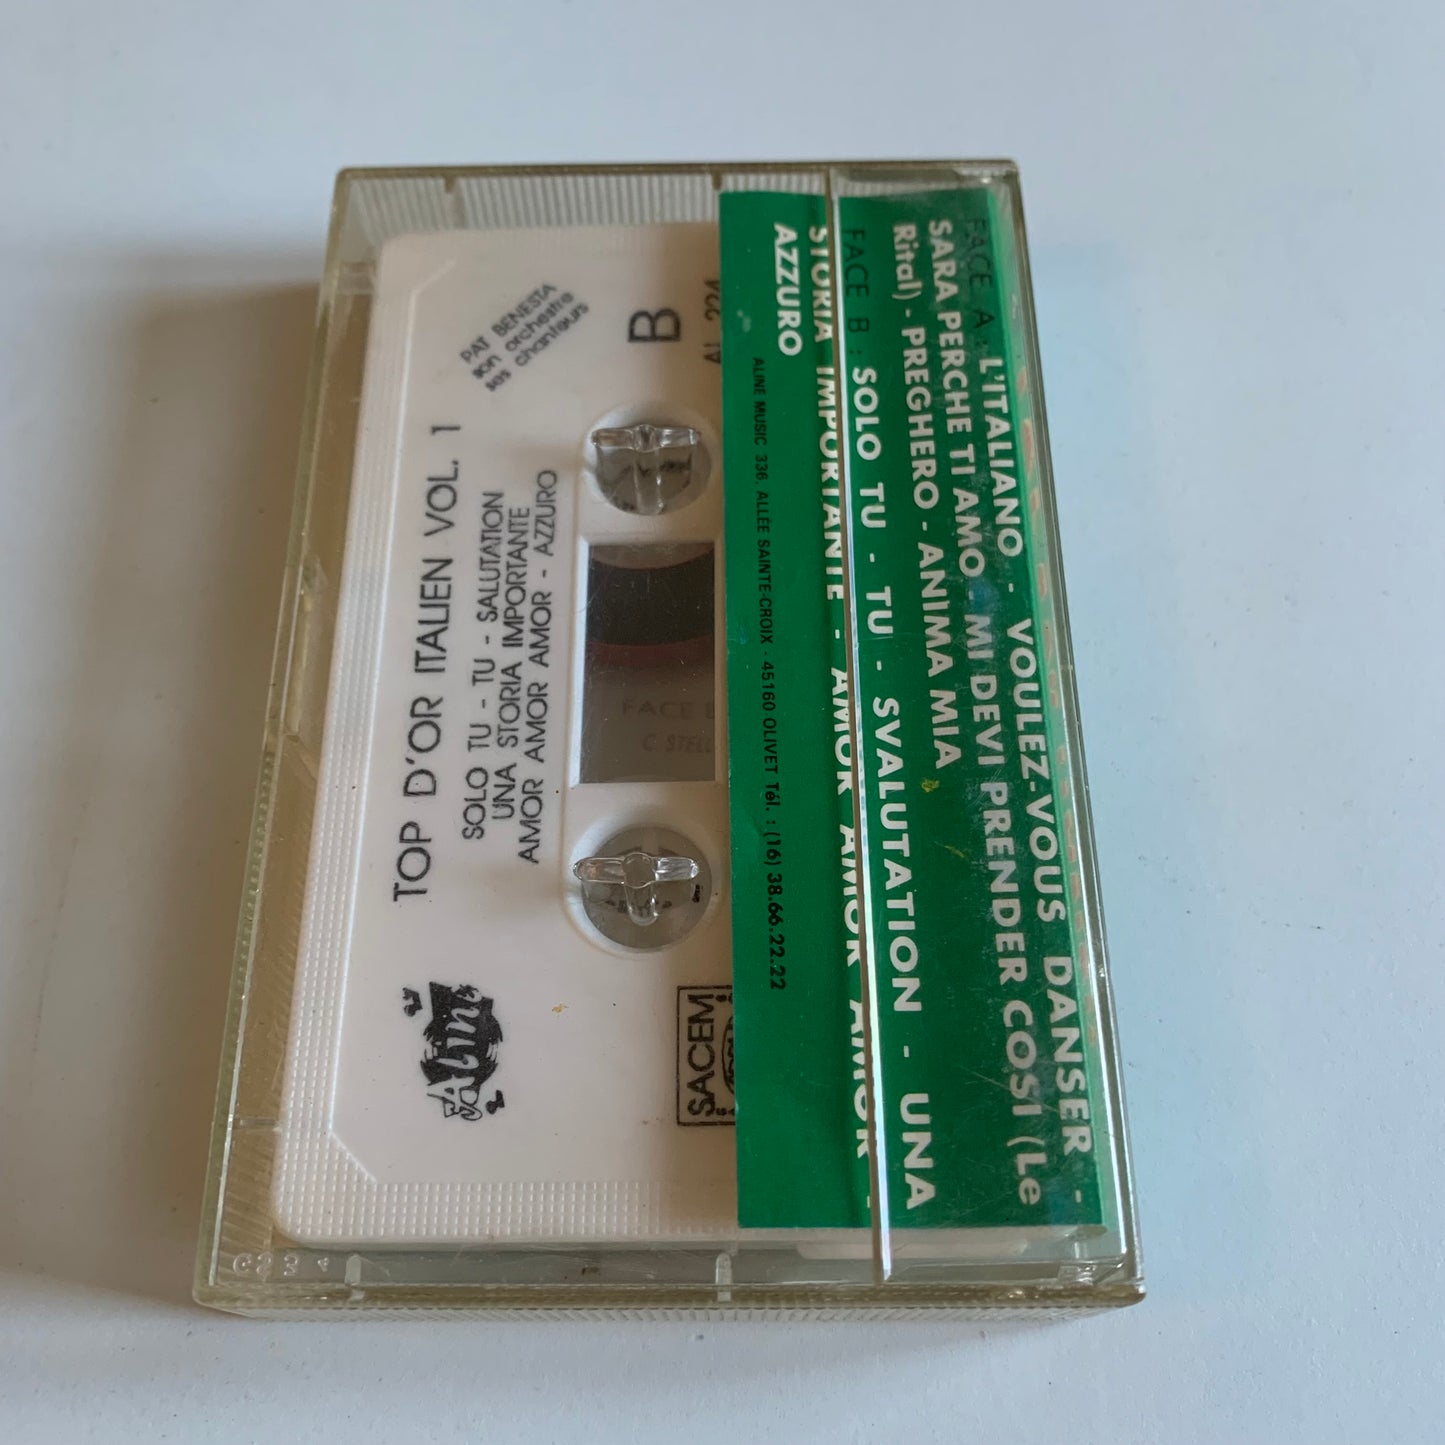 TOP D'OR ITALIEN VOL. 1
PAT BENESTA
son orchestre
ses chanteurs
SOLO TU - TU - SALUTATION
UNA STORIA IMPORTANTE
AMOR AMOR AMOR - AZZURO
B
Aline
SACEM
FACE
FACE A : L'ITALIANO - VOULEZ-VOUS DANSER -
SARA PERCHE TI AMO - MI DEVI PRENDER COSI (Le
Rital) - PREGHERO - ANIMA MIA
FACE B : SOLO TU - TU - SVALUTATION - UNA
STORIA IMPORTANTE - AMOR AMOR AMOR -
AZZURO
ALINE MUSIC 336, ALLÉE SAINTE-CROIX - 45160 OLIVET Tél. : (16) 38.66.22.22